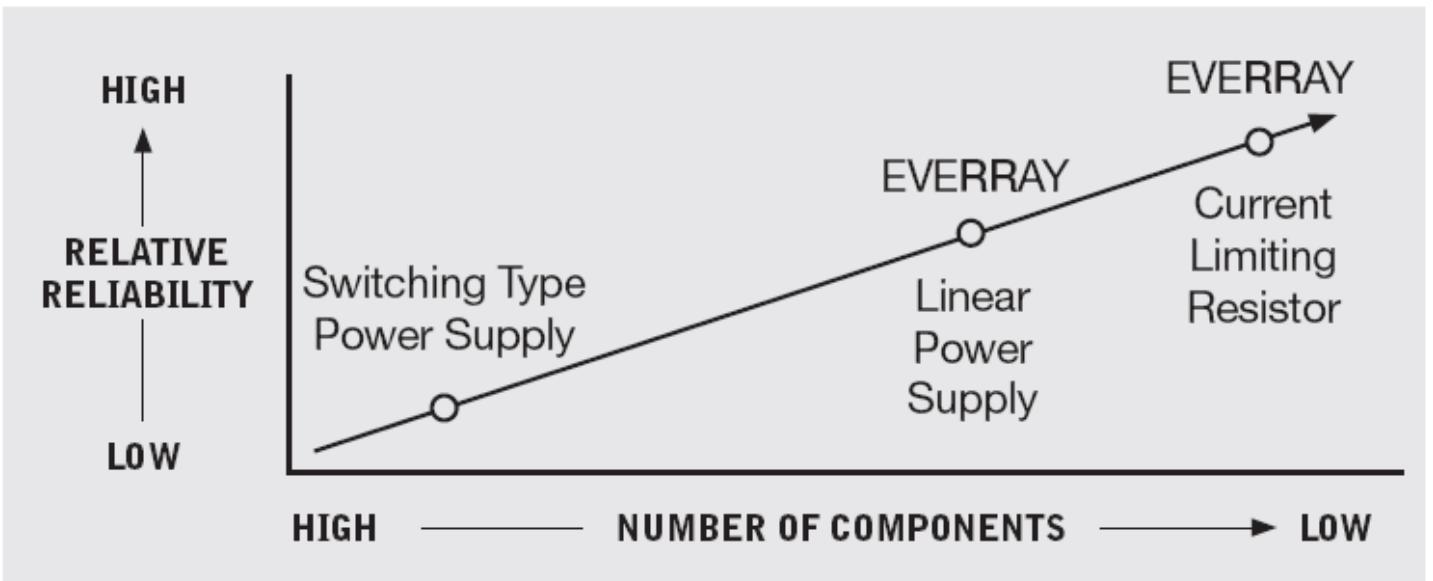 HIGH
RELATIVE
RELIABILITY
LOW
Switching Type
Power Supply
EVERRAY
Linear
Power
Supply
EVERRAY
Current
Limiting
Resistor
HIGH NUMBER OF COMPONENTS LOW